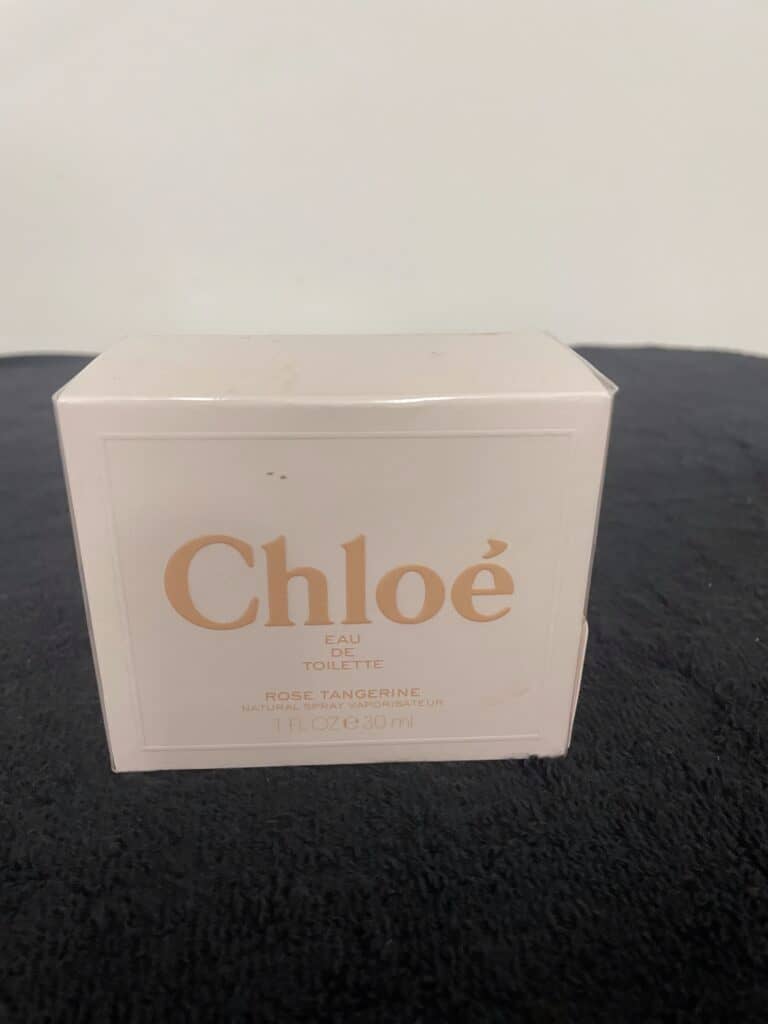 Chloé
EAU
DE
TOILETTE
ROSE TANGERINE
NATURAL SPRAY VAPORISATEUR
1 FL.OZ ℮ 30 ml